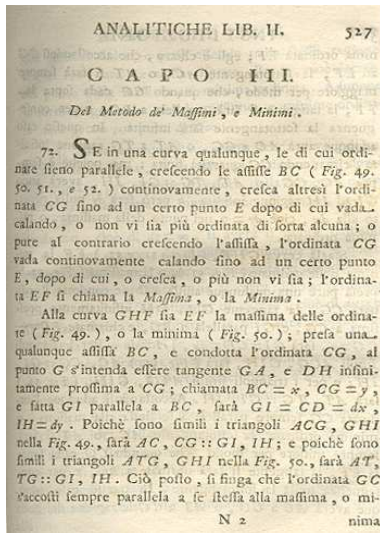 ANALITICHE LIB. II. 527
CAPO III.
Del Metodo de' Maſſimi, e Minimi.
72. SE in una curva qualunque, le di cui ordi-
nate ſieno parallele, creſcendo le aſſiſſe BC (Fig. 49.
50. 51., e 52.) continovamente, creſca altresì l'ordi-
nata CG ſino ad un certo punto E dopo di cui vada
calando, o non vi ſia più ordinata di ſorta alcuna; o
pure al contrario creſcendo l'aſſiſſa, l'ordinata CG
vada continovamente calando ſino ad un certo punto
E, dopo di cui, o creſca, o più non vi ſia; l'ordina-
ta EF ſi chiama la Maſſima, o la Minima.
Alla curva GHF ſia EF la maſſima delle ordina-
te (Fig. 49.), o la minima (Fig. 50.); preſa una
qualunque aſſiſſa BC, e condotta l'ordinata CG, al
punto G s'intenda eſſere tangente GA, e DH infini-
tamente proſſima a CG; chiamata BC = x, CG = y,
e fatta GI parallela a BC, ſarà GI = CD = dx,
IH = dy. Poichè ſono ſimili i triangoli ACG, GHI
nella Fig. 49., ſarà AC, CG :: GI, IH; e poichè ſono
ſimili i triangoli ATG, GHI nella Fig. 50., ſarà AT,
TG :: GI, IH. Ciò poſto, ſi finga che l'ordinata GC
s'accoſti ſempre parallela a ſe ſteſſa alla maſſima, o mi-
N 2 nima